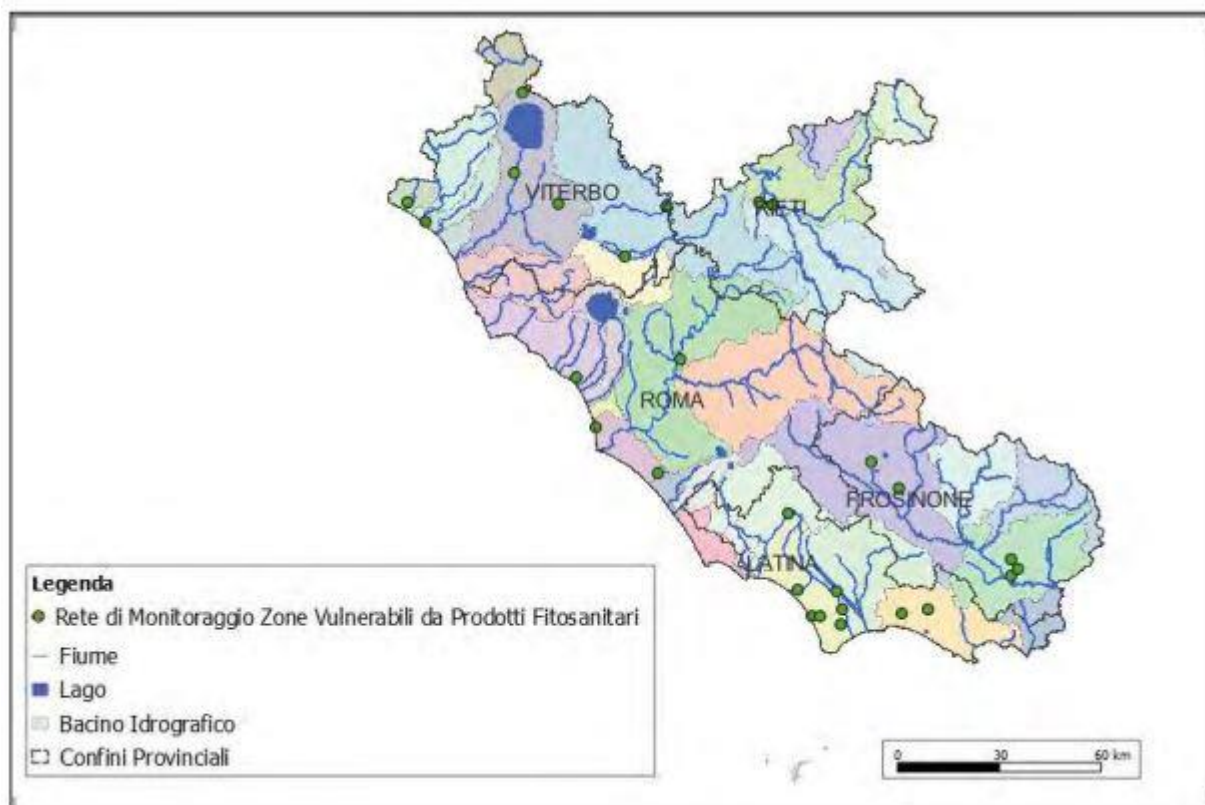 VITERBO
RIETI
ROMA
FROSINONE
LATINA
Legenda
Rete di Monitoraggio Zone Vulnerabili da Prodotti Fitosanitari
Fiume
Lago
Bacino Idrografico
Confini Provinciali
0 30 60 km